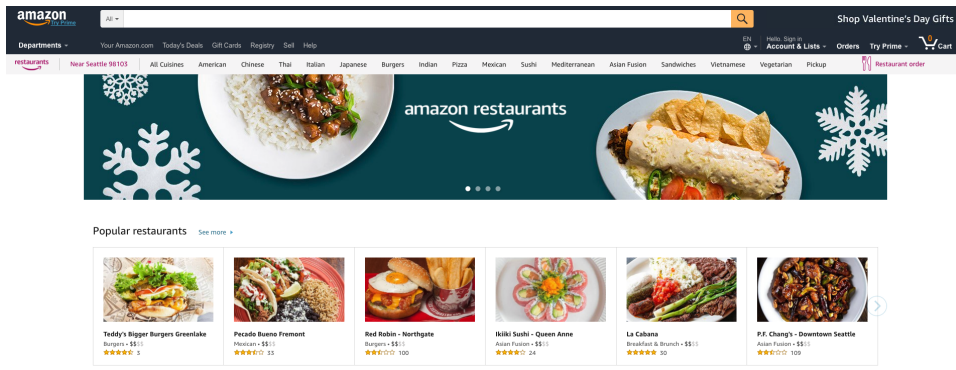 amazon
Try Prime
All
Shop Valentine's Day Gifts
Departments
Your Amazon.com Today's Deals Gift Cards Registry Sell Help
EN
Hello. Sign in
Account & Lists
Orders
Try Prime
0
Cart
restaurants
Near Seattle 98103
All Cuisines American Chinese Thai Italian Japanese Burgers Indian Pizza Mexican Sushi Mediterranean Asian Fusion Sandwiches Vietnamese Vegetarian Pickup
Restaurant order
amazon restaurants
Popular restaurants See more »
Teddy's Bigger Burgers Greenlake
Burgers • $$$$
3
Pecado Bueno Fremont
Mexican • $$$$
33
Red Robin - Northgate
Burgers • $$$$
100
Ikiiki Sushi - Queen Anne
Asian Fusion • $$$$
24
La Cabana
Breakfast & Brunch • $$$$
30
P.F. Chang's - Downtown Seattle
Asian Fusion • $$$$
109